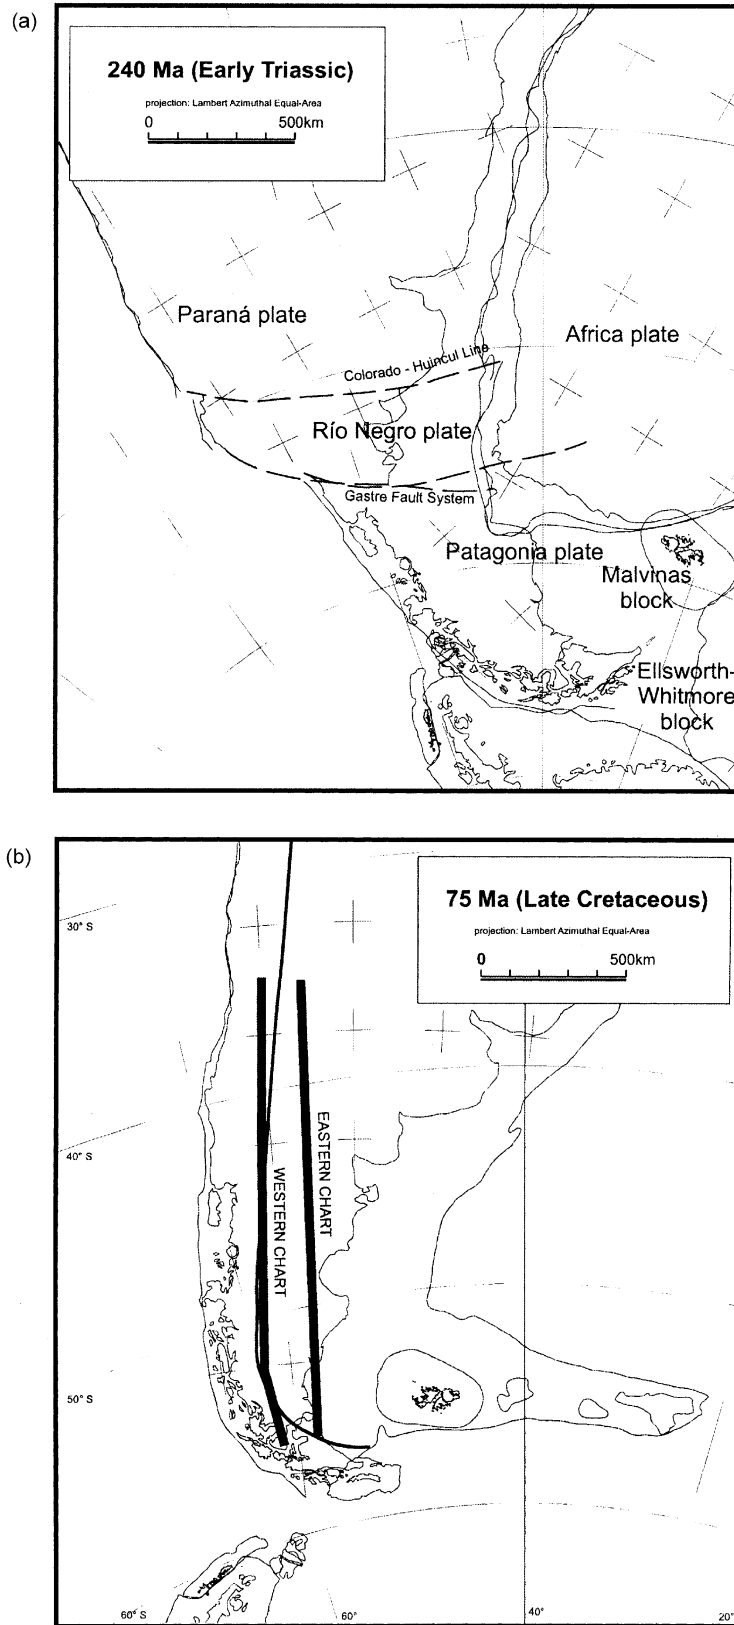 (a)
240 Ma (Early Triassic)
projection: Lambert Azimuthal Equal-Area
0 500km
Paraná plate
Africa plate
Colorado - Huincul Line
Río Negro plate
Gastre Fault System
Patagonia plate
Malvinas
block
Ellsworth-
Whitmore
block
(b)
75 Ma (Late Cretaceous)
projection: Lambert Azimuthal Equal-Area
0 500km
30° S
EASTERN CHART
WESTERN CHART
40° S
50° S
60° S
60°
40°
20°